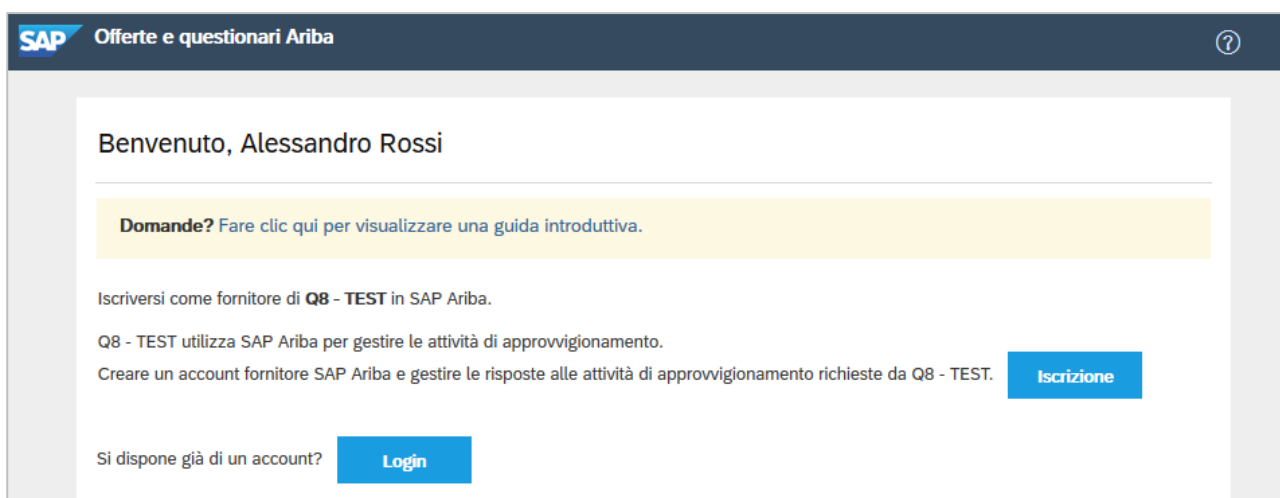 SAP Offerte e questionari Ariba ?
Benvenuto, Alessandro Rossi
Domande? Fare clic qui per visualizzare una guida introduttiva.
Iscriversi come fornitore di Q8 - TEST in SAP Ariba.
Q8 - TEST utilizza SAP Ariba per gestire le attività di approvvigionamento.
Creare un account fornitore SAP Ariba e gestire le risposte alle attività di approvvigionamento richieste da Q8 - TEST. Iscrizione
Si dispone già di un account? Login